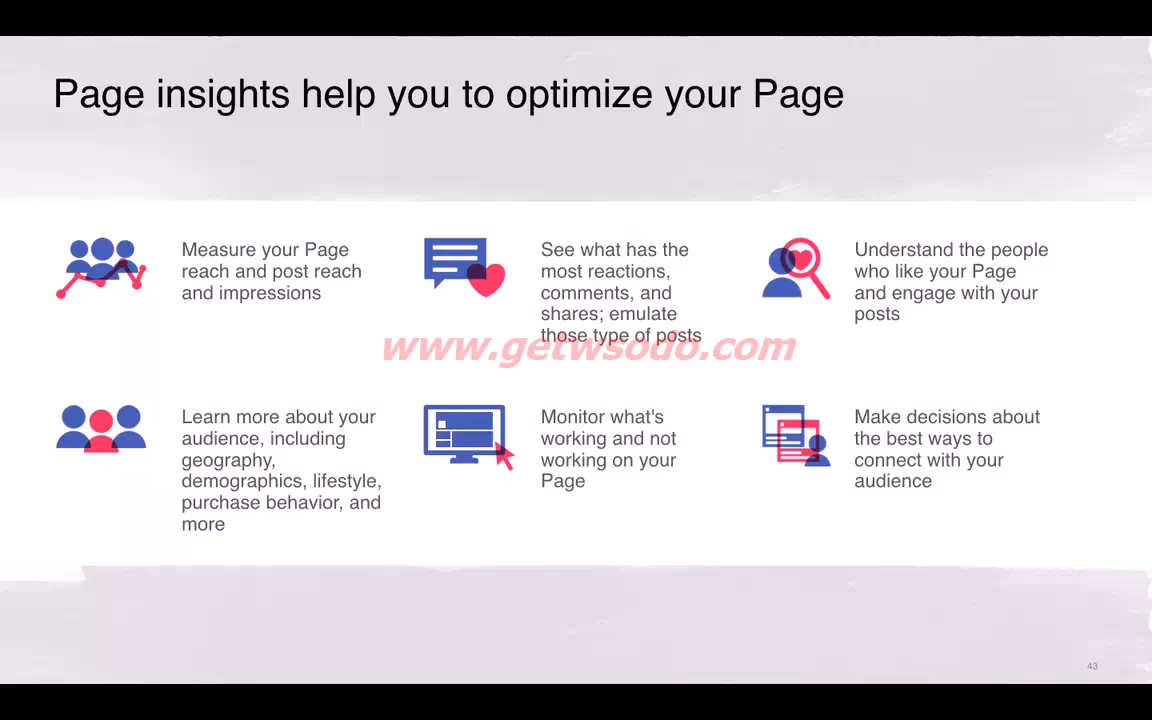 Page insights help you to optimize your Page
Measure your Page
reach and post reach
and impressions
See what has the
most reactions,
comments, and
shares; emulate
those type of posts
Understand the people
who like your Page
and engage with your
posts
www.getwsodo.com
Learn more about your
audience, including
geography,
demographics, lifestyle,
purchase behavior, and
more
Monitor what's
working and not
working on your
Page
Make decisions about
the best ways to
connect with your
audience
43